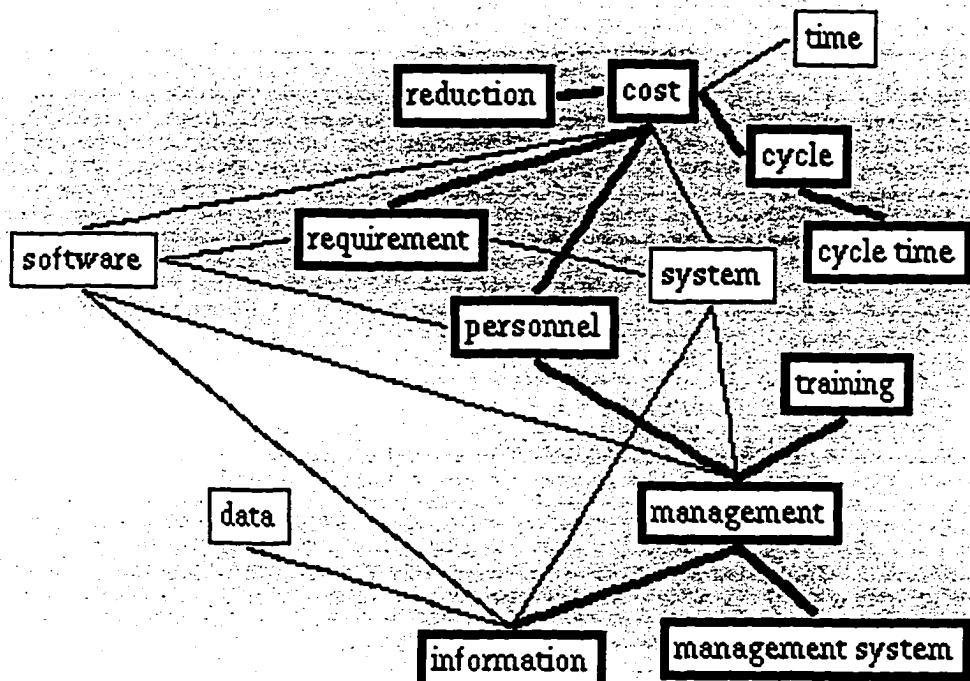 time
reduction
cost
cycle
requirement
software
system
cycle time
personnel
training
data
management
information
management system